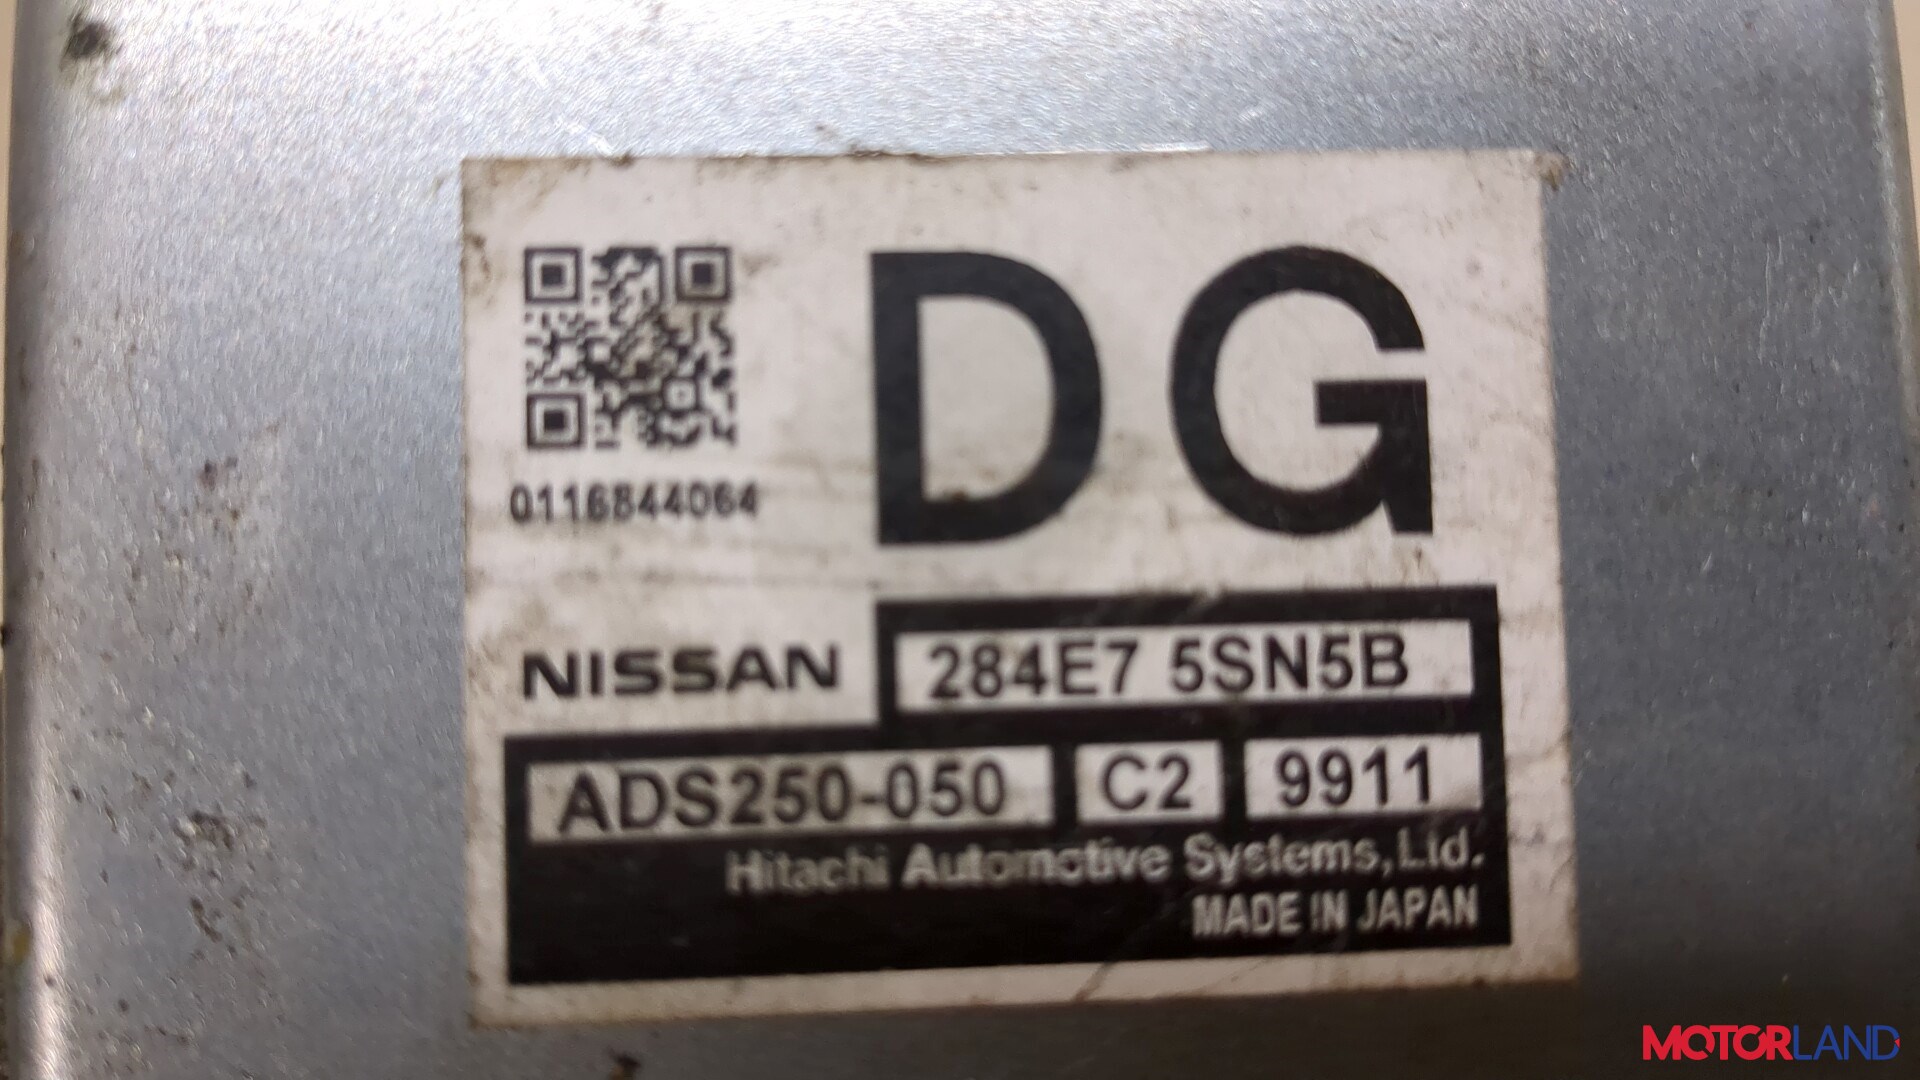 DG
0116844064
NISSAN 284E7 5SN5B
ADS250-050 C2 9911
Hitachi Automotive Systems, Ltd.
MADE IN JAPAN
MOTORLAND